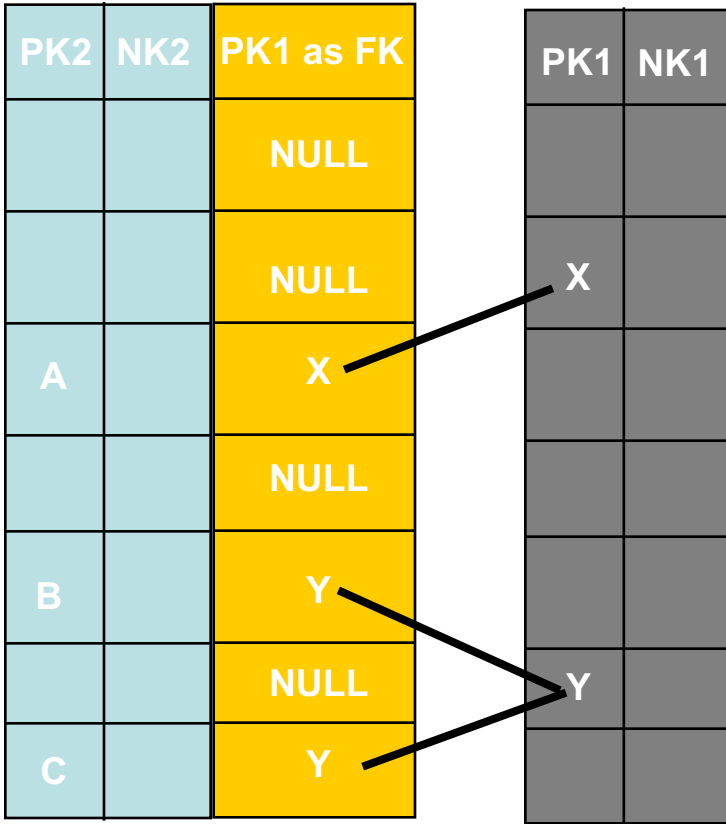 PK2 NK2 PK1 as FK PK1 NK1
NULL
NULL X
A X
NULL
B Y
NULL Y
C Y